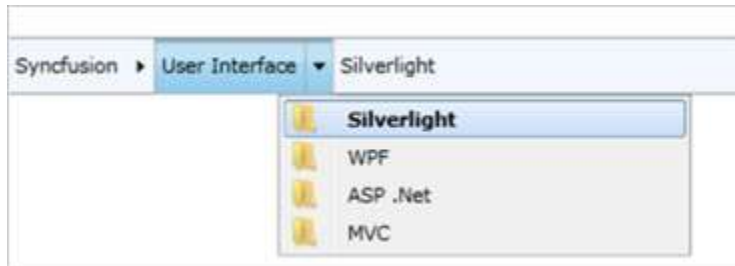 Syncfusion User Interface Silverlight
Silverlight
WPF
ASP .Net
MVC